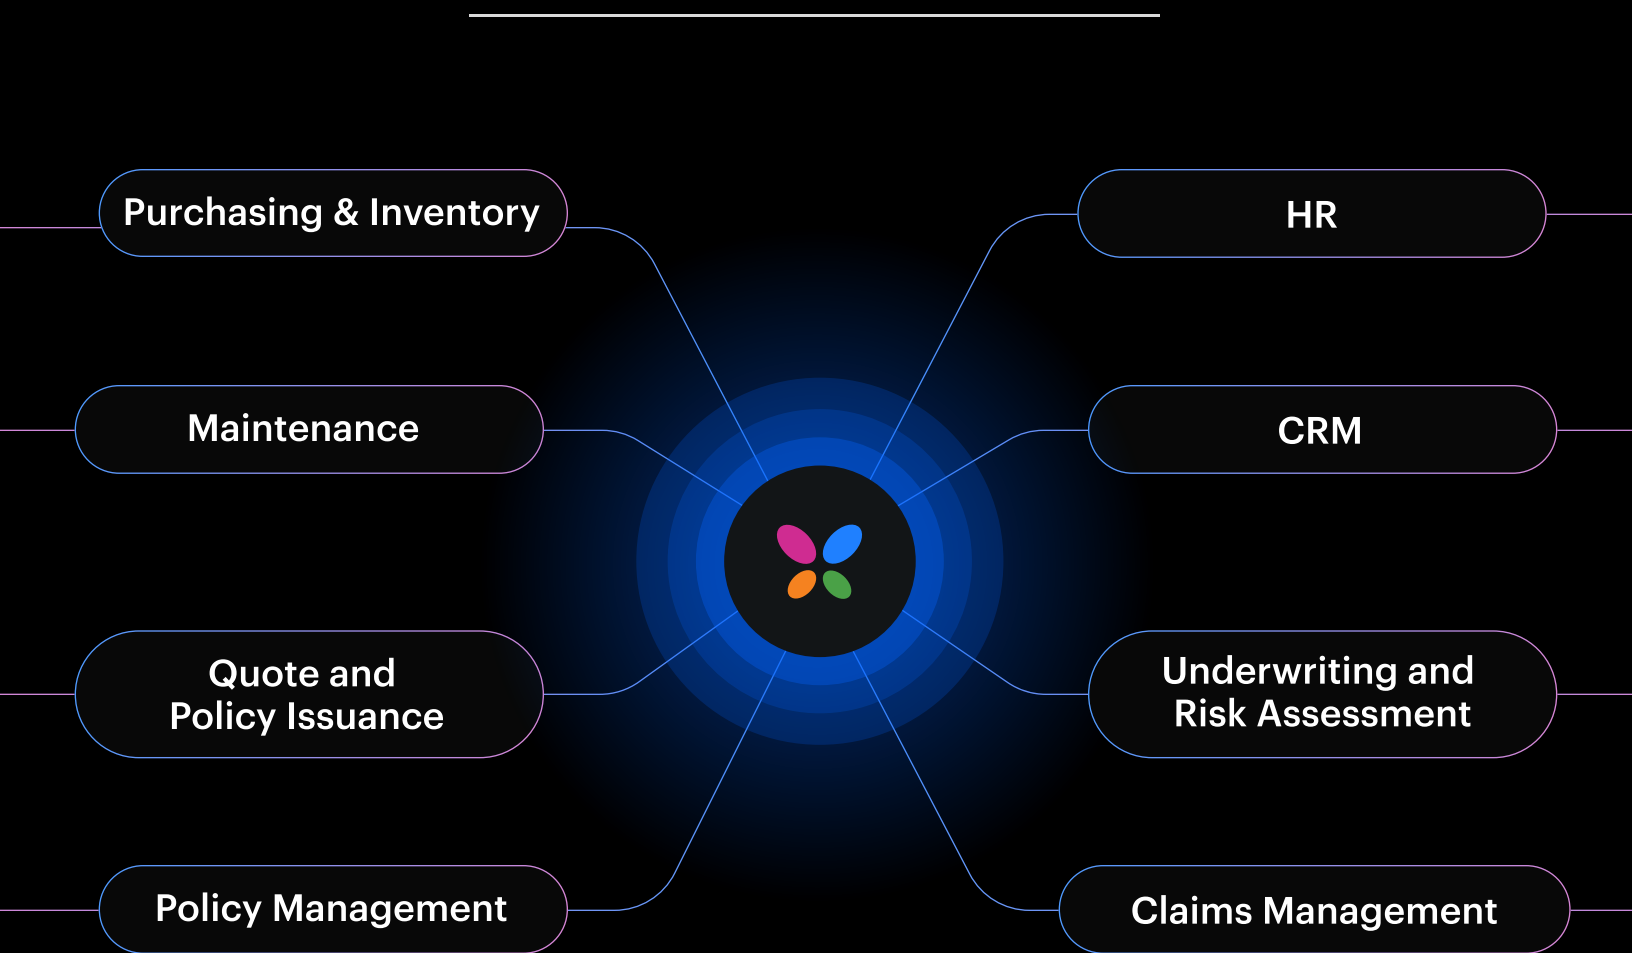 Purchasing & Inventory
HR
Maintenance
CRM
Quote and
Policy Issuance
Underwriting and
Risk Assessment
Policy Management
Claims Management